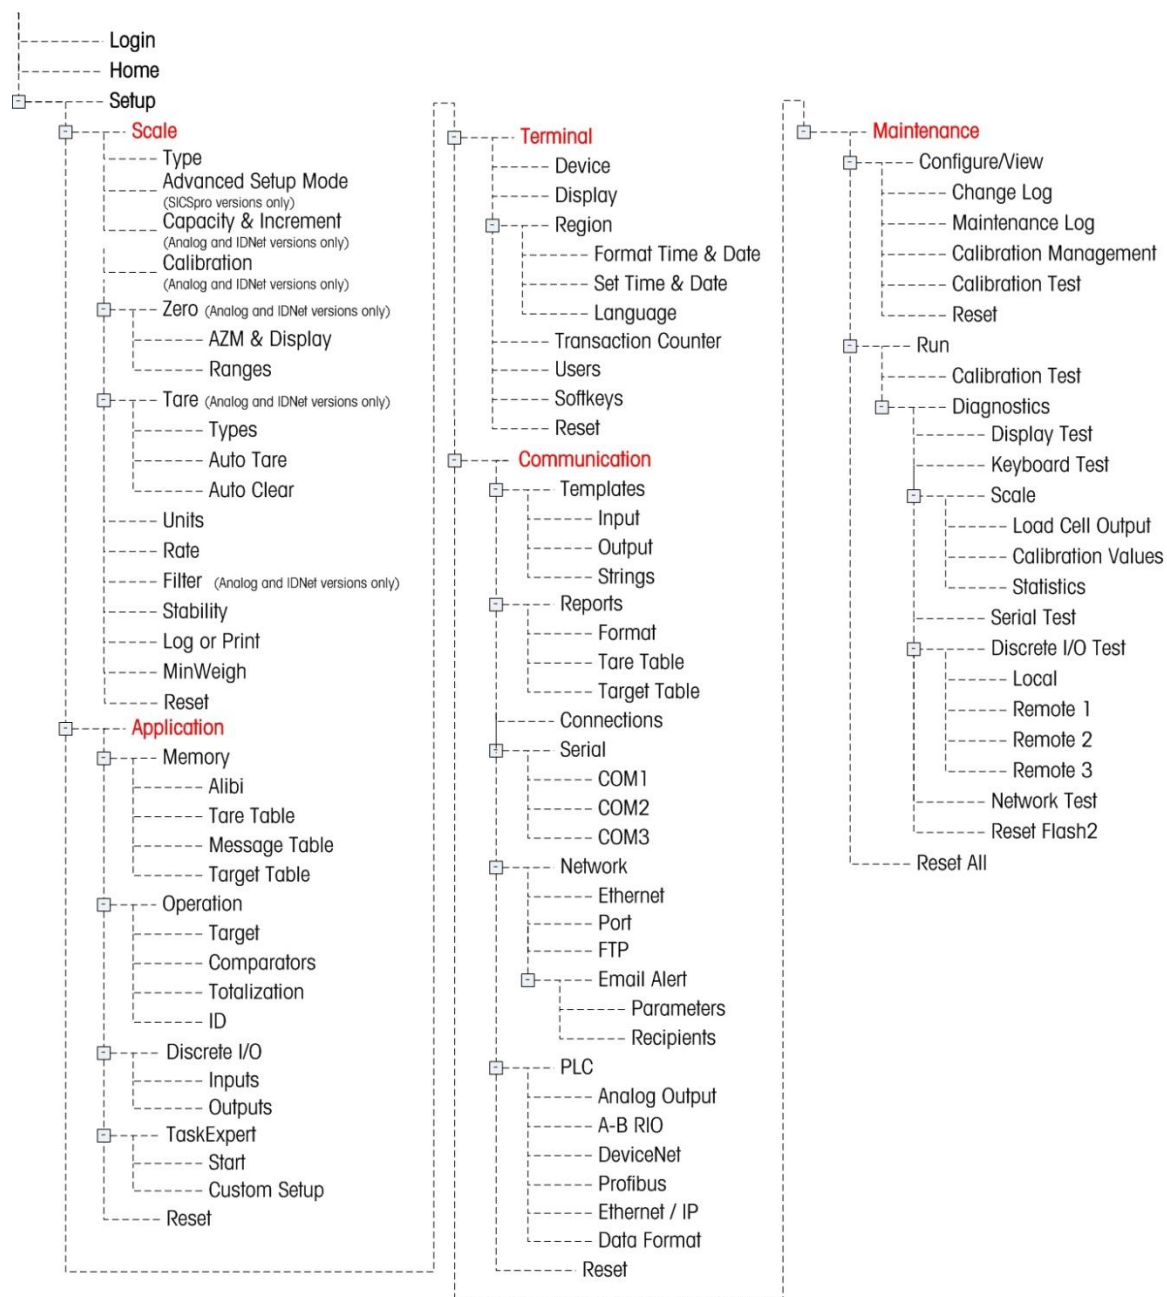 Login
Home
Setup
Scale
Type
Advanced Setup Mode
(SICSpro versions only)
Capacity & Increment
(Analog and IDNet versions only)
Calibration
(Analog and IDNet versions only)
Zero (Analog and IDNet versions only)
AZM & Display
Ranges
Tare (Analog and IDNet versions only)
Types
Auto Tare
Auto Clear
Units
Rate
Filter (Analog and IDNet versions only)
Stability
Log or Print
MinWeigh
Reset
Application
Memory
Alibi
Tare Table
Message Table
Target Table
Operation
Target
Comparators
Totalization
ID
Discrete I/O
Inputs
Outputs
TaskExpert
Start
Custom Setup
Reset
Terminal
Device
Display
Region
Format Time & Date
Set Time & Date
Language
Transaction Counter
Users
Softkeys
Reset
Communication
Templates
Input
Output
Strings
Reports
Format
Tare Table
Target Table
Connections
Serial
COM1
COM2
COM3
Network
Ethernet
Port
FTP
Email Alert
Parameters
Recipients
PLC
Analog Output
A-B RIO
DeviceNet
Profibus
Ethernet / IP
Data Format
Reset
Maintenance
Configure/View
Change Log
Maintenance Log
Calibration Management
Calibration Test
Reset
Run
Calibration Test
Diagnostics
Display Test
Keyboard Test
Scale
Load Cell Output
Calibration Values
Statistics
Serial Test
Discrete I/O Test
Local
Remote 1
Remote 2
Remote 3
Network Test
Reset Flash2
Reset All